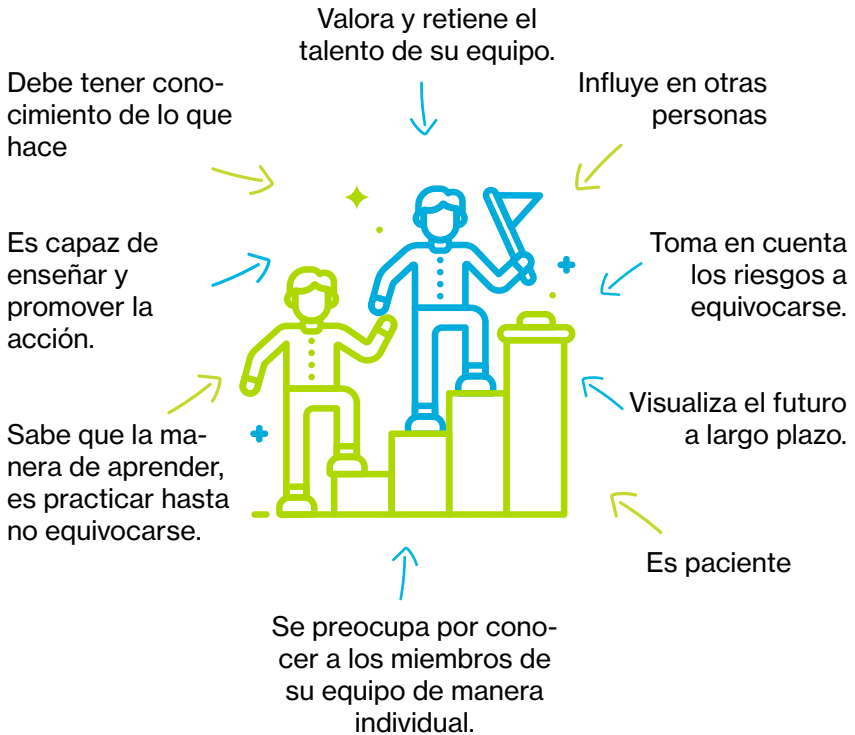 Valora y retiene el
talento de su equipo.
Debe tener cono-
cimiento de lo que
hace
Influye en otras
personas
Es capaz de
enseñar y
promover la
acción.
Toma en cuenta
los riesgos a
equivocarse.
Visualiza el futuro
a largo plazo.
Sabe que la ma-
nera de aprender,
es practicar hasta
no equivocarse.
Es paciente
Se preocupa por cono-
cer a los miembros de
su equipo de manera
individual.